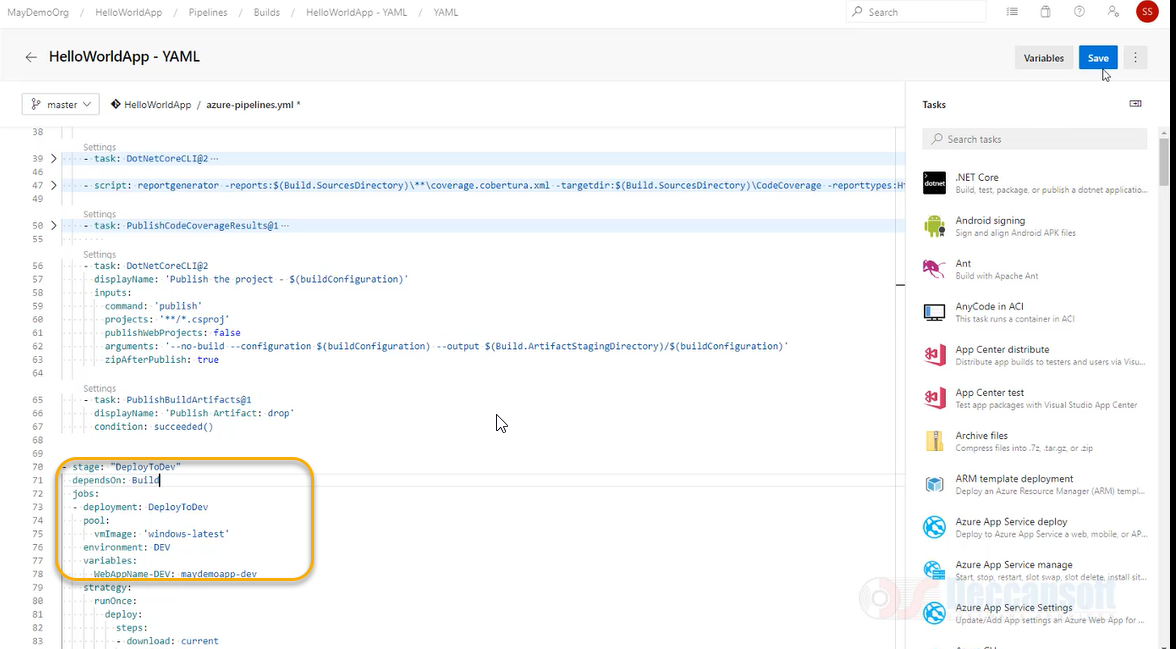 MayDemoOrg / HelloWorldApp / Pipelines / Builds / HelloWorldApp - YAML / YAML
Search
SS
HelloWorldApp - YAML
Variables
Save
master
HelloWorldApp / azure-pipelines.yml *
38
Settings
39 - task: DotNetCoreCLI@2 ...
46
47 - script: reportgenerator -reports:$(Build.SourcesDirectory)\**\coverage.cobertura.xml -targetdir:$(Build.SourcesDirectory)\CodeCoverage -reporttypes:Ht
49
Settings
50 - task: PublishCodeCoverageResults@1 ...
55
Settings
56 - task: DotNetCoreCLI@2
57 displayName: 'Publish the project - $(buildConfiguration)'
58 inputs:
59 command: 'publish'
60 projects: '**/*.csproj'
61 publishWebProjects: false
62 arguments: '--no-build --configuration $(buildConfiguration) --output $(Build.ArtifactStagingDirectory)/$(buildConfiguration)'
63 zipAfterPublish: true
64
Settings
65 - task: PublishBuildArtifacts@1
66 displayName: 'Publish Artifact: drop'
67 condition: succeeded()
68
69
70 - stage: "DeployToDev"
71 dependsOn: Build
72 jobs:
73 - deployment: DeployToDev
74 pool:
75 vmImage: 'windows-latest'
76 environment: DEV
77 variables:
78 WebAppName-DEV: maydemoapp-dev
79 strategy:
80 runOnce:
81 deploy:
82 steps:
83 - download: current
Tasks
Search tasks
dotnet
.NET Core
Build, test, package, or publish a dotnet applicatio...
Android signing
Sign and align Android APK files
Ant
Build with Apache Ant
AnyCode in ACI
This task runs a container in ACI
App Center distribute
Distribute app builds to testers and users via Visu...
App Center test
Test app packages with Visual Studio App Center
Archive files
Compress files into .7z, .tar.gz, or .zip
ARM template deployment
Deploy an Azure Resource Manager (ARM) templ...
Azure App Service deploy
Deploy to Azure App Service a web, mobile, or AP...
Azure App Service manage
Start, stop, restart, slot swap, slot delete, install sit...
Azure App Service Settings
Update/Add App settings an Azure Web App for ...
Deccansoft